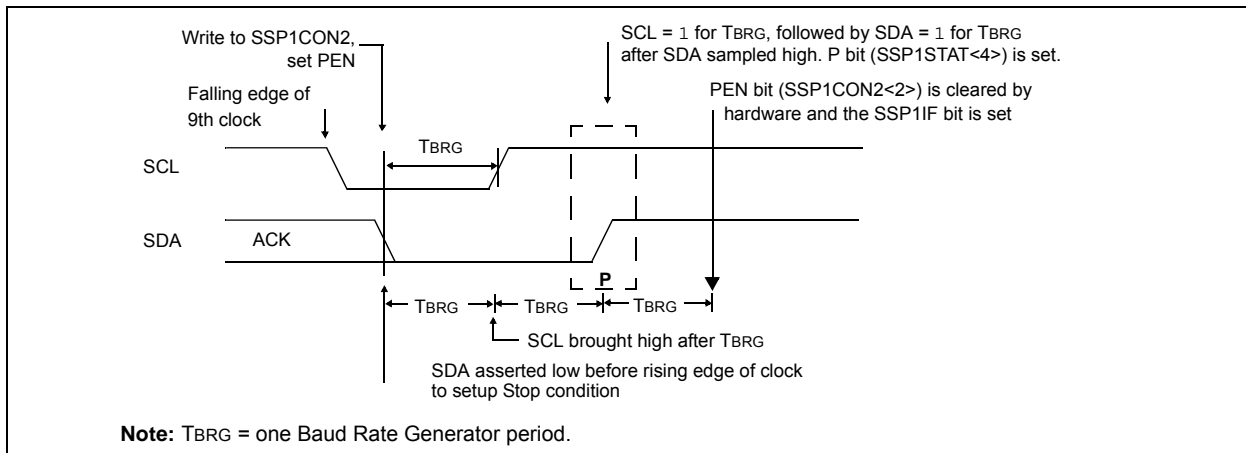 Write to SSP1CON2,
set PEN
SCL = 1 for TBRG, followed by SDA = 1 for TBRG
after SDA sampled high. P bit (SSP1STAT<4>) is set.
Falling edge of
9th clock
PEN bit (SSP1CON2<2>) is cleared by
hardware and the SSP1IF bit is set
TBRG
SCL
SDA
ACK
P
TBRG
TBRG
TBRG
SCL brought high after TBRG
SDA asserted low before rising edge of clock
to setup Stop condition
Note: TBRG = one Baud Rate Generator period.